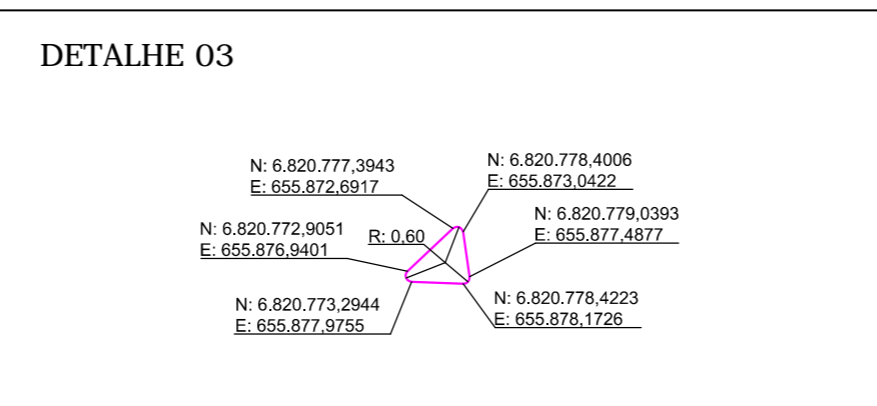 DETALHE 03
N: 6.820.777,3943
E: 655.872,6917
N: 6.820.778,4006
E: 655.873,0422
N: 6.820.772,9051
E: 655.876,9401
R: 0,60
N: 6.820.779,0393
E: 655.877,4877
N: 6.820.773,2944
E: 655.877,9755
N: 6.820.778,4223
E: 655.878,1726